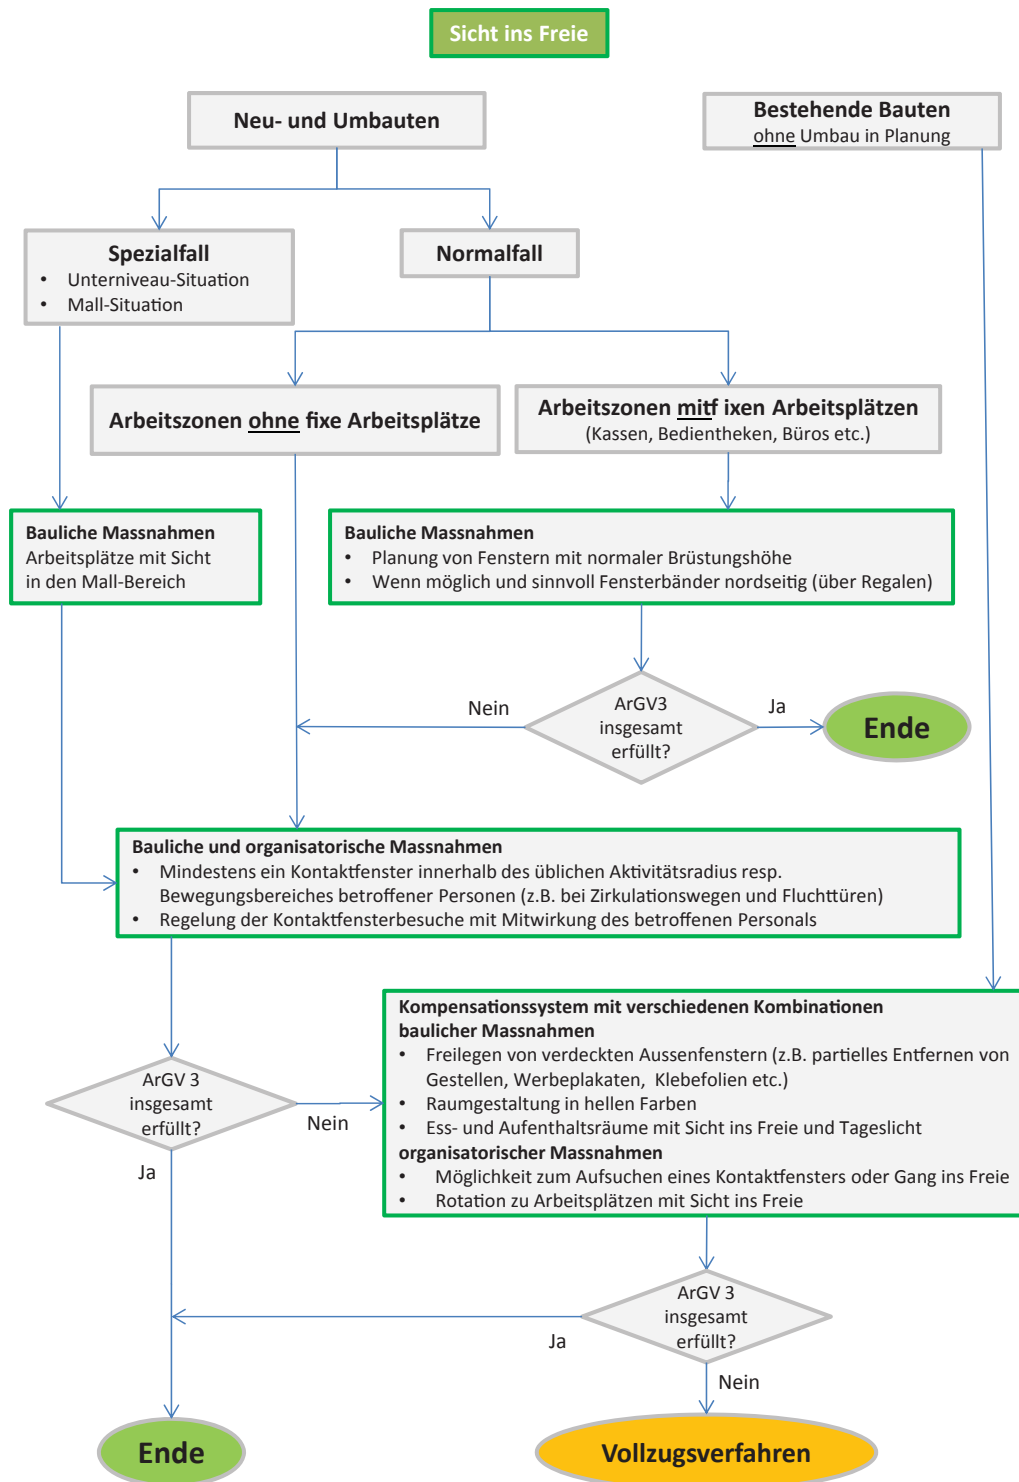 Sicht ins Freie
Neu- und Umbauten
Bestehende Bauten
ohne Umbau in Planung
Spezialfall
• Unterniveau-Situation
• Mall-Situation
Normalfall
Arbeitszonen ohne fixe Arbeitsplätze
Arbeitszonen mitf ixen Arbeitsplätzen
(Kassen, Bedientheken, Büros etc.)
Bauliche Massnahmen
Arbeitsplätze mit Sicht
in den Mall-Bereich
Bauliche Massnahmen
• Planung von Fenstern mit normaler Brüstungshöhe
• Wenn möglich und sinnvoll Fensterbänder nordseitig (über Regalen)
Nein
ArGV3
insgesamt
erfüllt?
Ja
Ende
Bauliche und organisatorische Massnahmen
• Mindestens ein Kontaktfenster innerhalb des üblichen Aktivitätsradius resp.
Bewegungsbereiches betroffener Personen (z.B. bei Zirkulationswegen und Fluchttüren)
• Regelung der Kontaktfensterbesuche mit Mitwirkung des betroffenen Personals
Kompensationssystem mit verschiedenen Kombinationen
baulicher Massnahmen
• Freilegen von verdeckten Aussenfenstern (z.B. partielles Entfernen von
Gestellen, Werbeplakaten, Klebefolien etc.)
• Raumgestaltung in hellen Farben
• Ess- und Aufenthaltsräume mit Sicht ins Freie und Tageslicht
organisatorischer Massnahmen
• Möglichkeit zum Aufsuchen eines Kontaktfensters oder Gang ins Freie
• Rotation zu Arbeitsplätzen mit Sicht ins Freie
ArGV 3
insgesamt
erfüllt?
Nein
Ja
ArGV 3
insgesamt
erfüllt?
Ja
Nein
Ende
Vollzugsverfahren